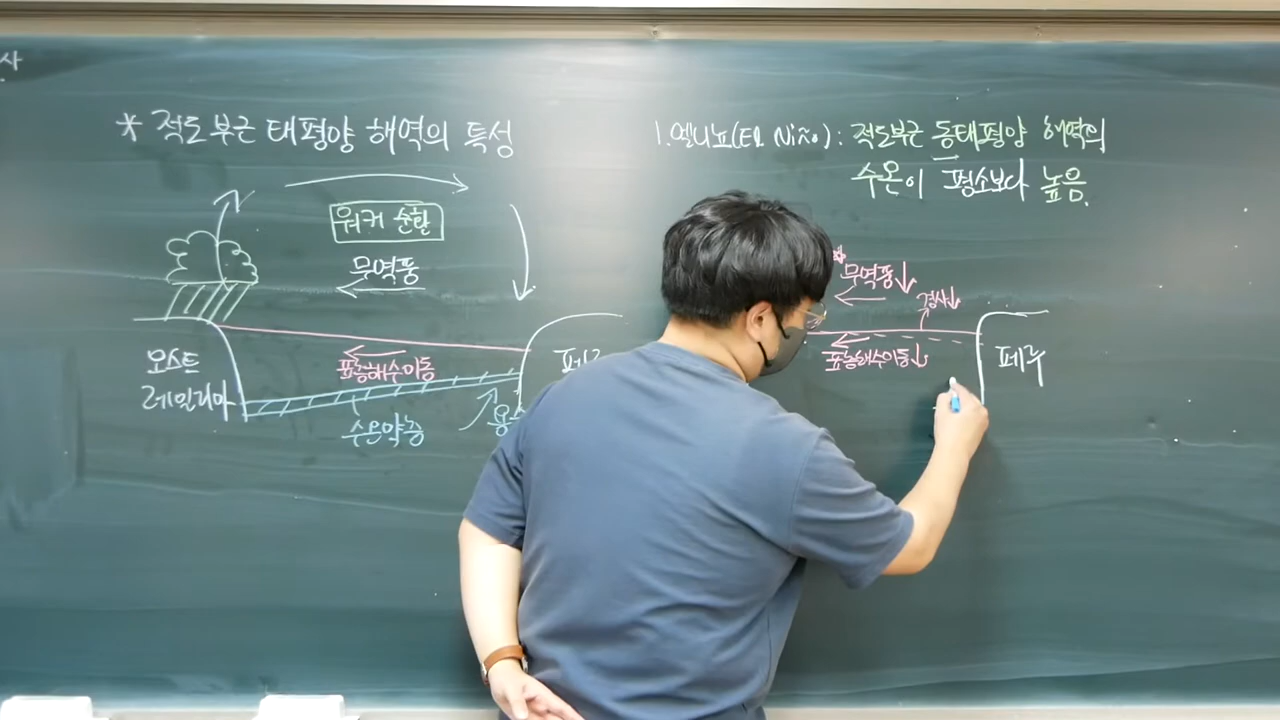 * 적도 부근 태평양 해역의 특성
워커 순환
무역풍
오스트
레일리아
표층해수이동
수온약층
용
페
1. 엘니뇨(El Niño) : 적도부근 동태평양 해역의
수온이 평소보다 높음.
* 무역풍↓
경사↓
표층해수이동↓
페루